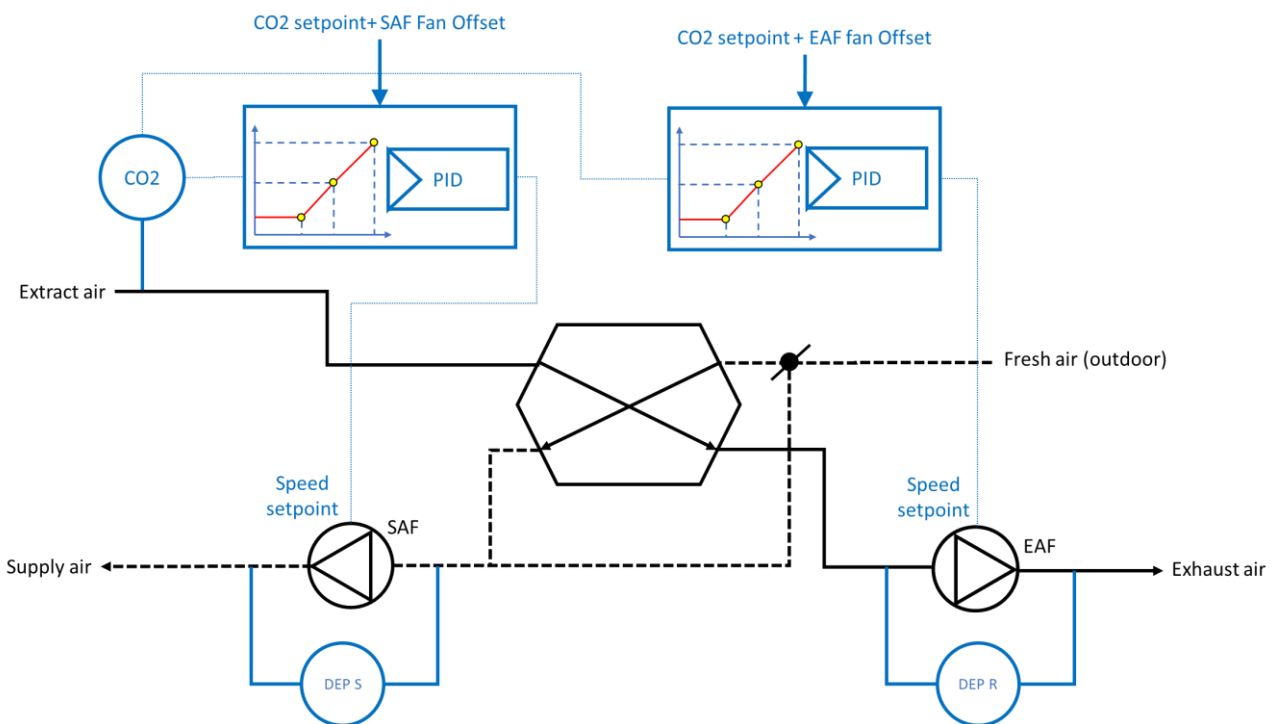 CO2 setpoint+ SAF Fan Offset
CO2 setpoint + EAF fan Offset
CO2
PID
PID
Extract air
Fresh air (outdoor)
Speed
setpoint
SAF
Speed
setpoint
EAF
Supply air
Exhaust air
DEP S
DEP R